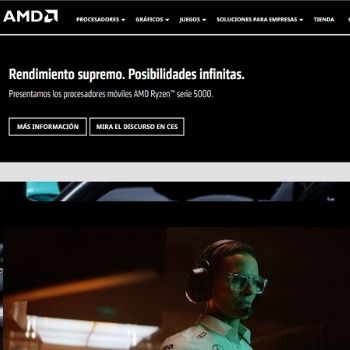 AMD
PROCESADORES GRÁFICOS JUEGOS SOLUCIONES PARA EMPRESAS TIENDA
Rendimiento supremo. Posibilidades infinitas.
Presentamos los procesadores móviles AMD Ryzen™ serie 5000.
MÁS INFORMACIÓN MIRA EL DISCURSO EN CES